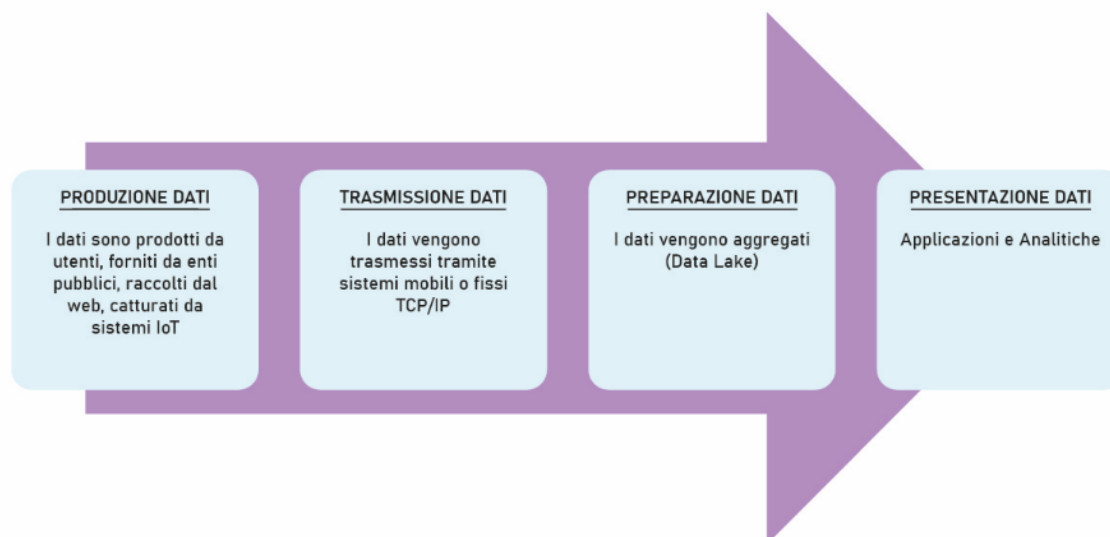 PRODUZIONE DATI
I dati sono prodotti da
utenti, forniti da enti
pubblici, raccolti dal
web, catturati da
sistemi IoT
TRASMISSIONE DATI
I dati vengono
trasmessi tramite
sistemi mobili o fissi
TCP/IP
PREPARAZIONE DATI
I dati vengono aggregati
(Data Lake)
PRESENTAZIONE DATI
Applicazioni e Analitiche